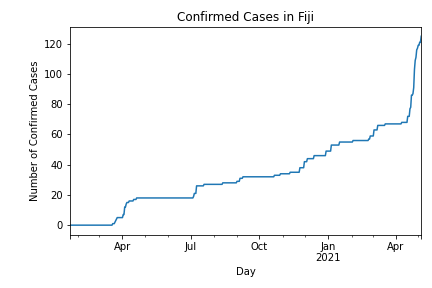 Confirmed Cases in Fiji
Number of Confirmed Cases
120
100
80
60
40
20
0
Apr
Jul
Oct
Jan
2021
Apr
Day